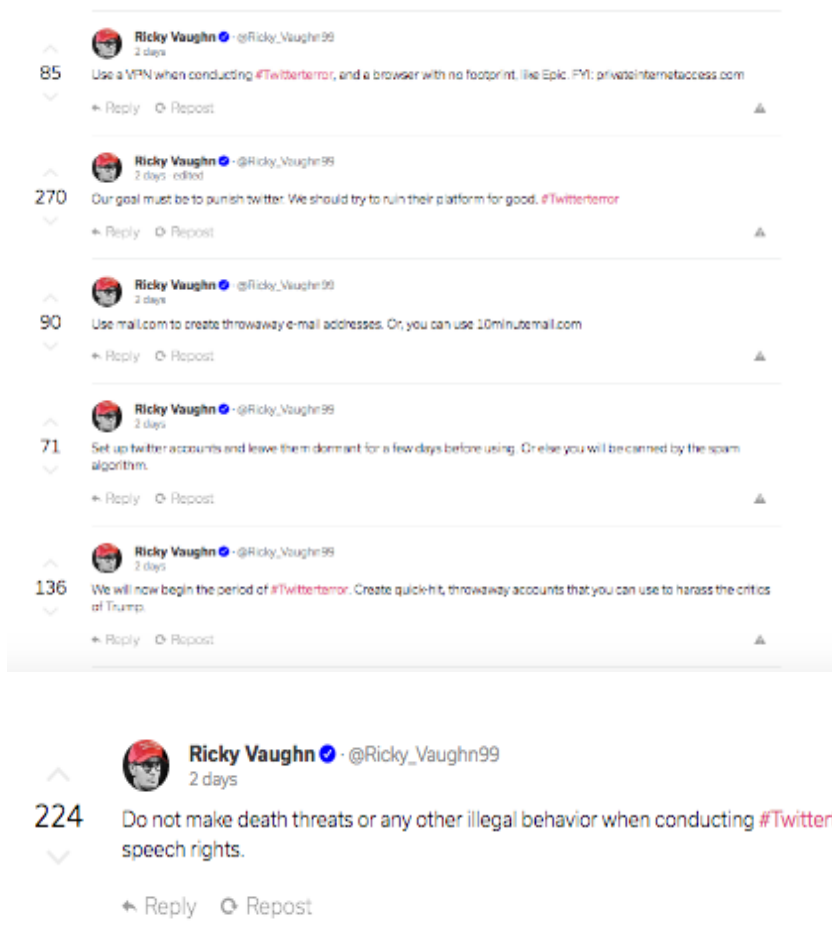 Ricky Vaughn · @Ricky_Vaughn99
2 days
85
Use a VPN when conducting #Twitterterror, and a browser with no footprint, like Epic. FYI: privateinternetaccess.com
Reply Repost
Ricky Vaughn · @Ricky_Vaughn99
2 days · edited
270
Our goal must be to punish twitter. We should try to ruin their platform for good. #Twitterterror
Reply Repost
Ricky Vaughn · @Ricky_Vaughn99
2 days
90
Use mail.com to create throwaway e-mail addresses. Or, you can use 10minutemail.com
Reply Repost
Ricky Vaughn · @Ricky_Vaughn99
2 days
71
Set up twitter accounts and leave them dormant for a few days before using. Or else you will be canned by the spam
algorithm.
Reply Repost
Ricky Vaughn · @Ricky_Vaughn99
2 days
136
We will now begin the period of #Twitterterror. Create quick-hit, throwaway accounts that you can use to harass the critics
of Trump.
Reply Repost
Ricky Vaughn · @Ricky_Vaughn99
2 days
224
Do not make death threats or any other illegal behavior when conducting #Twitter
speech rights.
Reply Repost